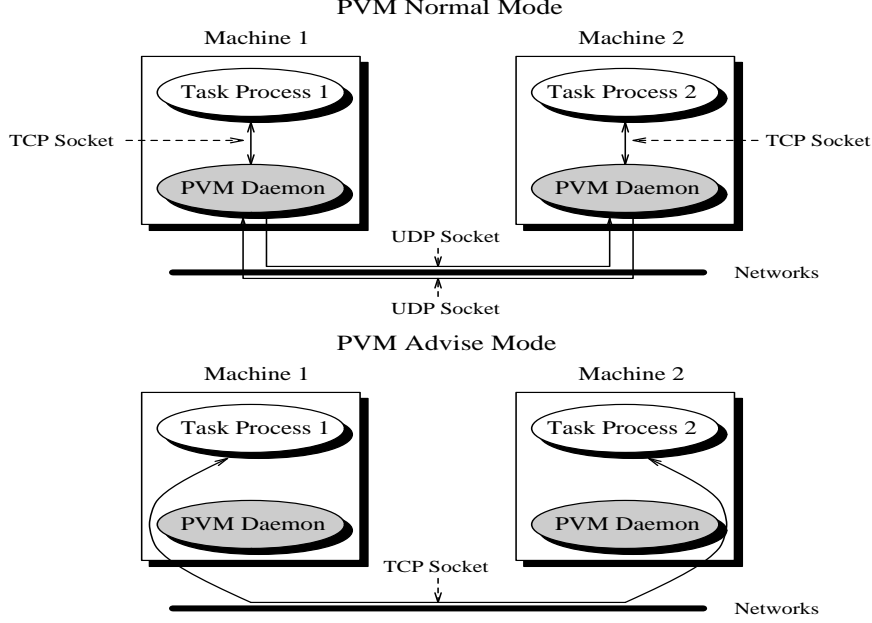 PVM Normal Mode
Machine 1
Machine 2
Task Process 1
Task Process 2
TCP Socket
TCP Socket
PVM Daemon
PVM Daemon
UDP Socket
Networks
UDP Socket
PVM Advise Mode
Machine 1
Machine 2
Task Process 1
Task Process 2
PVM Daemon
PVM Daemon
TCP Socket
Networks